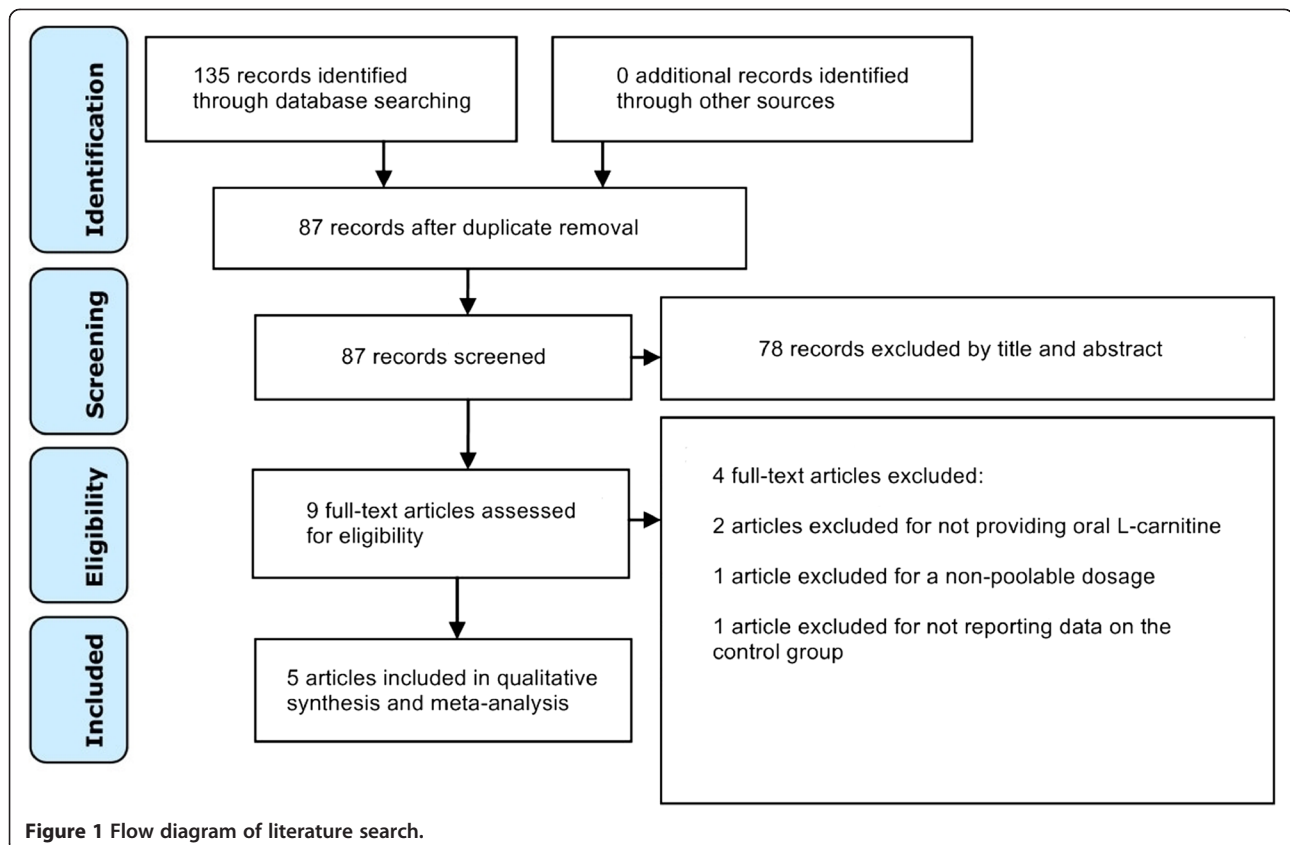 Identification
135 records identified
through database searching
0 additional records identified
through other sources
87 records after duplicate removal
Screening
87 records screened
78 records excluded by title and abstract
Eligibility
9 full-text articles assessed
for eligibility
4 full-text articles excluded:
2 articles excluded for not providing oral L-carnitine
1 article excluded for a non-poolable dosage
1 article excluded for not reporting data on the
control group
Included
5 articles included in qualitative
synthesis and meta-analysis
Figure 1 Flow diagram of literature search.